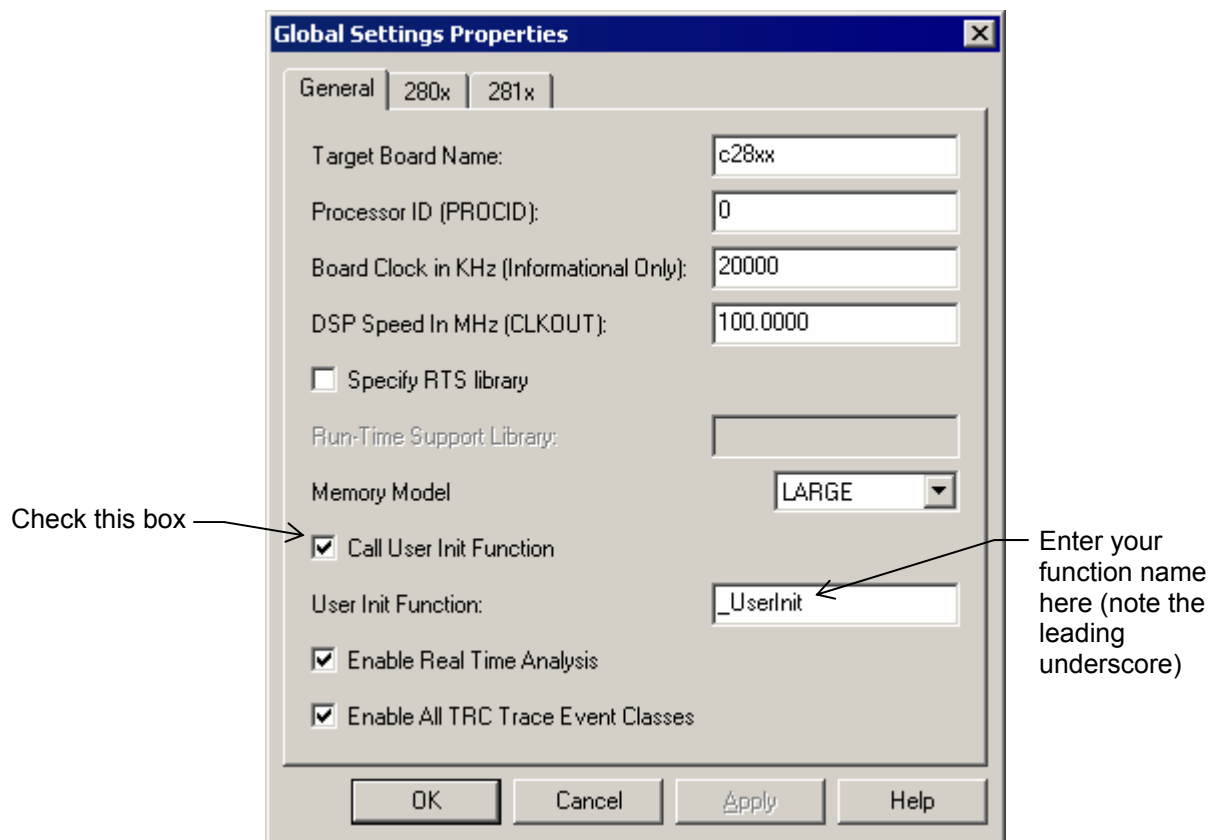 Global Settings Properties
General
280x
281x
Target Board Name:
c28xx
Processor ID (PROCID):
0
Board Clock in KHz (Informational Only):
20000
DSP Speed In MHz (CLKOUT):
100.0000
Specify RTS library
Run-Time Support Library:
Memory Model
LARGE
Check this box
Call User Init Function
User Init Function:
_UserInit
Enter your
function name
here (note the
leading
underscore)
Enable Real Time Analysis
Enable All TRC Trace Event Classes
OK
Cancel
Apply
Help